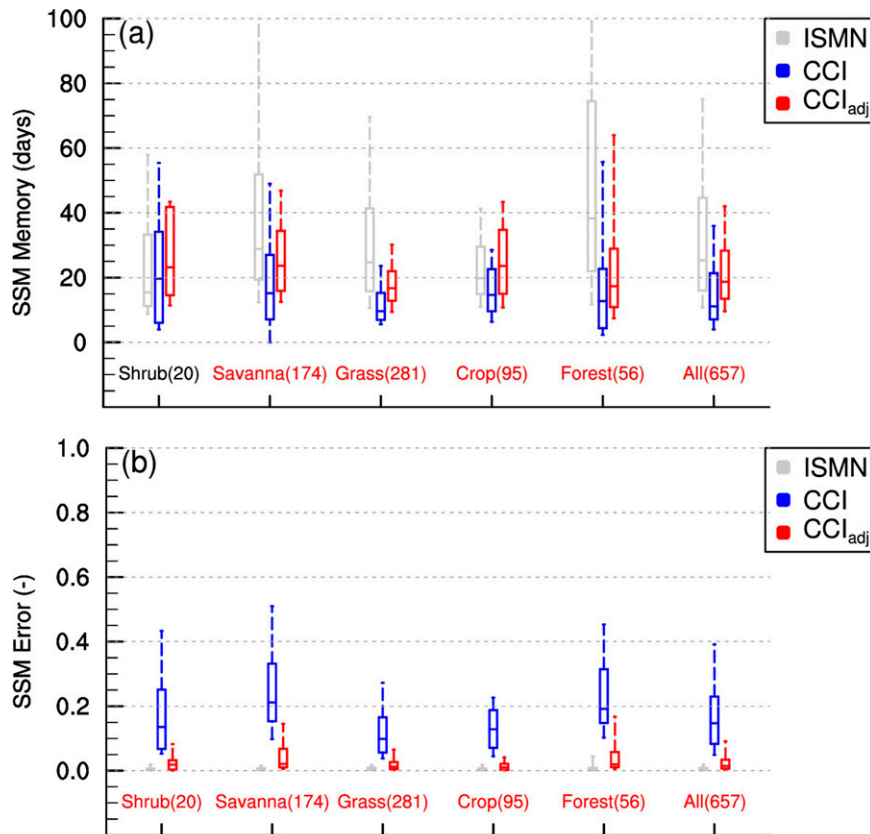 (a)
ISMN
CCI
CCIadj
SSM Memory (days)
100
80
60
40
20
0
Shrub(20) Savanna(174) Grass(281) Crop(95) Forest(56) All(657)
(b)
ISMN
CCI
CCIadj
SSM Error (-)
1.0
0.8
0.6
0.4
0.2
0.0
Shrub(20) Savanna(174) Grass(281) Crop(95) Forest(56) All(657)